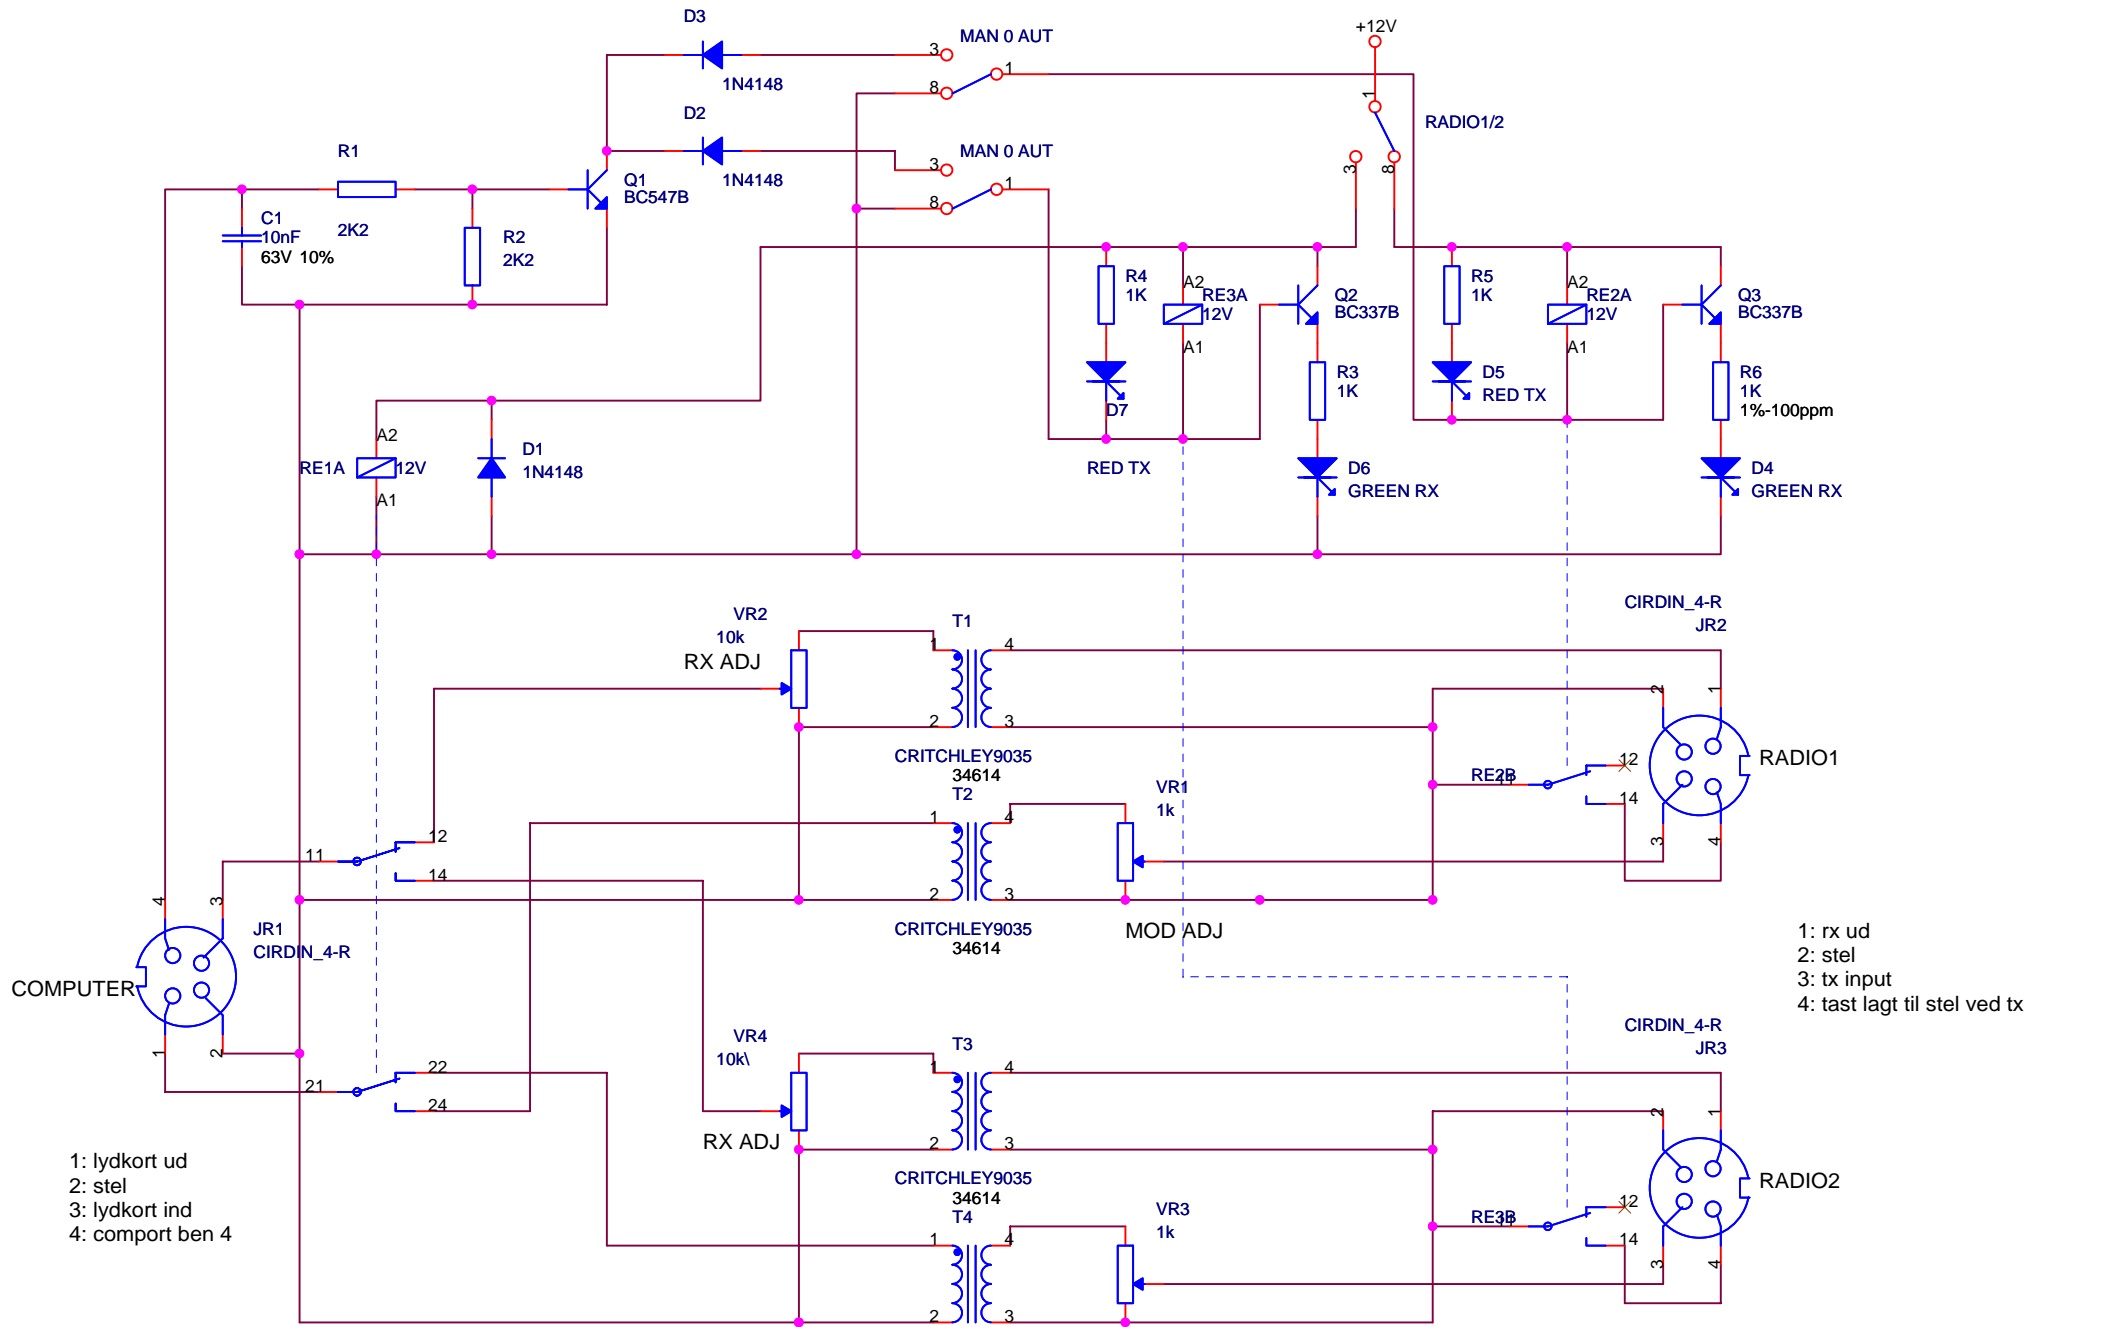 D3
1N4148
MAN 0 AUT
3
8
1
+12V
1
RADIO1/2
3
8
D2
1N4148
MAN 0 AUT
3
8
1
R1
2K2
Q1
BC547B
C1
10nF
63V 10%
R2
2K2
R4
1K
A2
RE3A
12V
A1
Q2
BC337B
R5
1K
A2
RE2A
12V
A1
Q3
BC337B
D7
RED TX
R3
1K
D5
RED TX
R6
1K
1%-100ppm
A2
RE1A
12V
A1
D1
1N4148
D6
GREEN RX
D4
GREEN RX
VR2
10k
RX ADJ
T1
1
2
4
3
CRITCHLEY9035
34614
CIRDIN_4-R
JR2
2
1
RADIO1
3
4
RE2B
12
14
T2
1
2
4
3
CRITCHLEY9035
34614
VR1
1k
MOD ADJ
11
12
14
4
3
JR1
CIRDIN_4-R
COMPUTER
1
2
21
22
24
1: rx ud
2: stel
3: tx input
4: tast lagt til stel ved tx
VR4
10k\
RX ADJ
T3
1
2
4
3
CRITCHLEY9035
34614
CIRDIN_4-R
JR3
2
1
RADIO2
3
4
RE3B
12
14
T4
1
2
4
3
VR3
1k
1: lydkort ud
2: stel
3: lydkort ind
4: comport ben 4